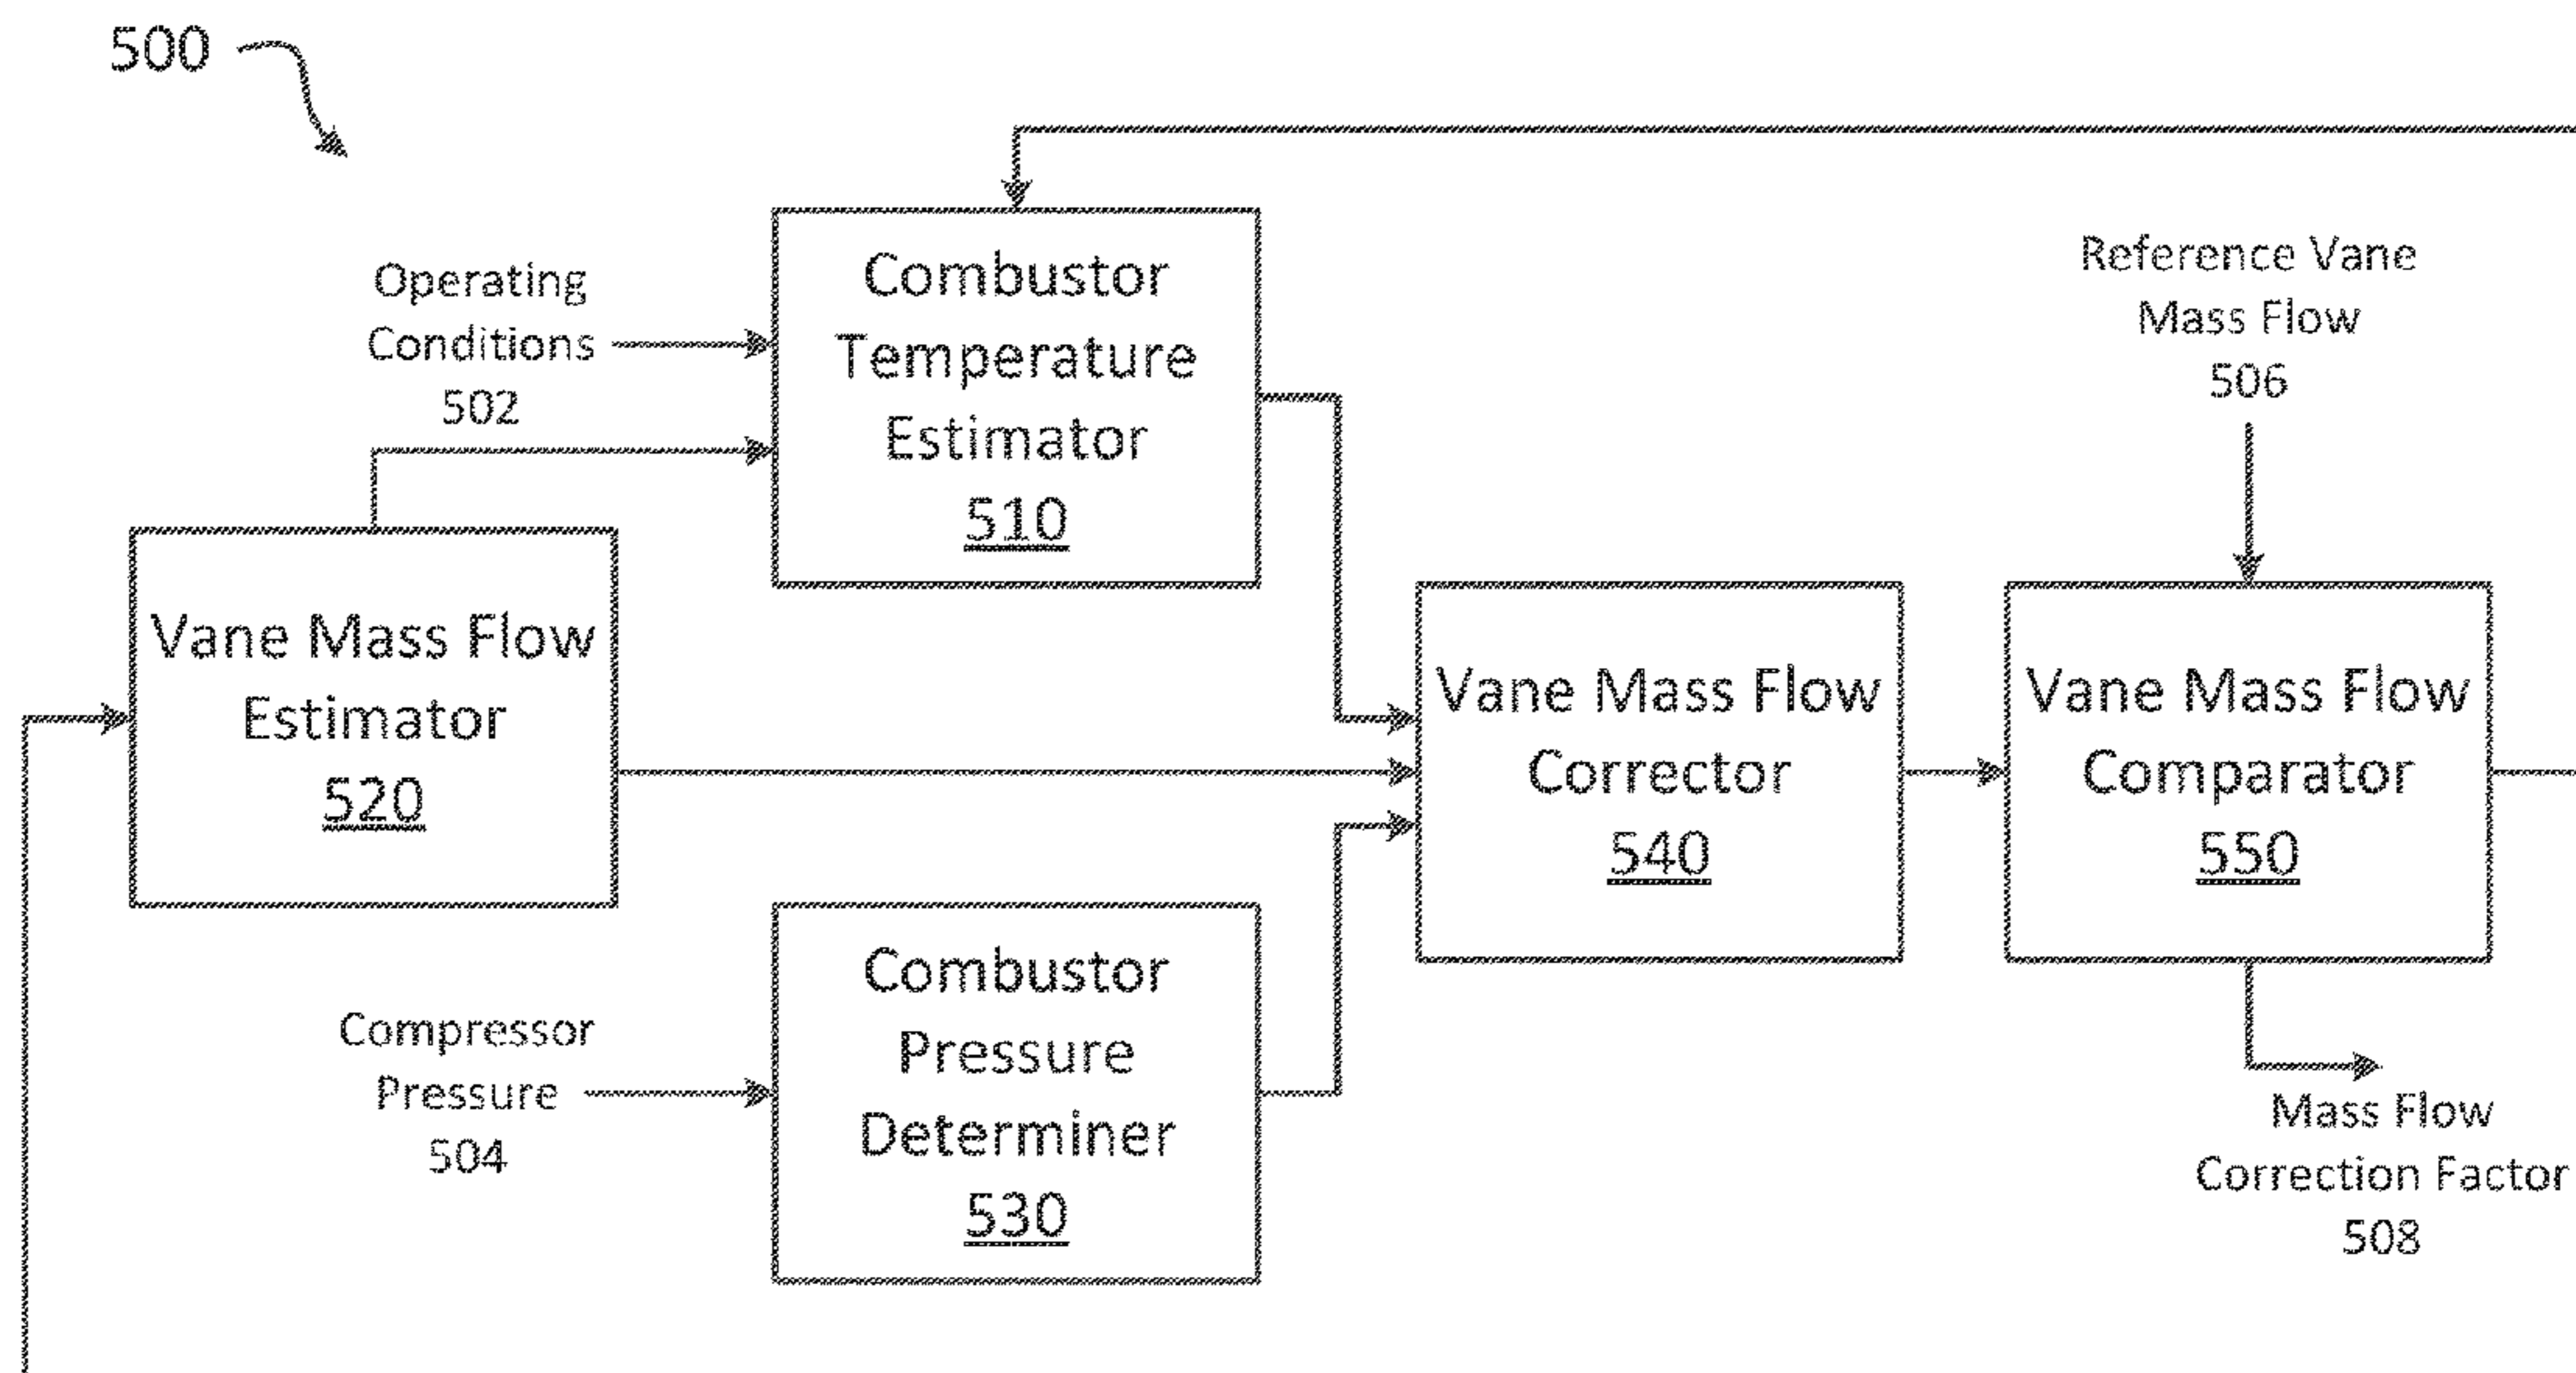 500
Operating
Conditions
502
Combustor
Temperature
Estimator
510
Reference Vane
Mass Flow
506
Vane Mass Flow
Estimator
520
Vane Mass Flow
Corrector
540
Vane Mass Flow
Comparator
550
Compressor
Pressure
504
Combustor
Pressure
Determiner
530
Mass Flow
Correction Factor
508